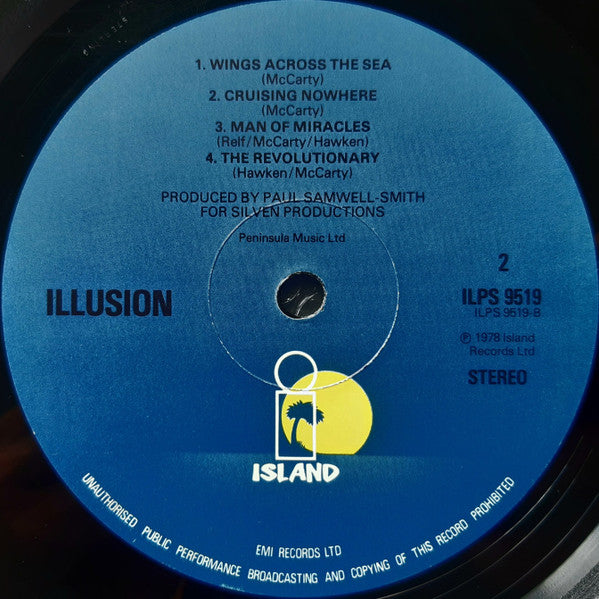 1. WINGS ACROSS THE SEA
(McCarty)
2. CRUISING NOWHERE
(McCarty)
3. MAN OF MIRACLES
(Relf/McCarty/Hawken)
4. THE REVOLUTIONARY
(Hawken/McCarty)
PRODUCED BY PAUL SAMWELL-SMITH
FOR SILVEN PRODUCTIONS
Peninsula Music Ltd
ILLUSION
2
ILPS 9519
ILPS 9519-B
℗ 1978 Island
Records Ltd
STEREO
ISLAND
EMI RECORDS LTD
UNAUTHORISED PUBLIC PERFORMANCE BROADCASTING AND COPYING OF THIS RECORD PROHIBITED